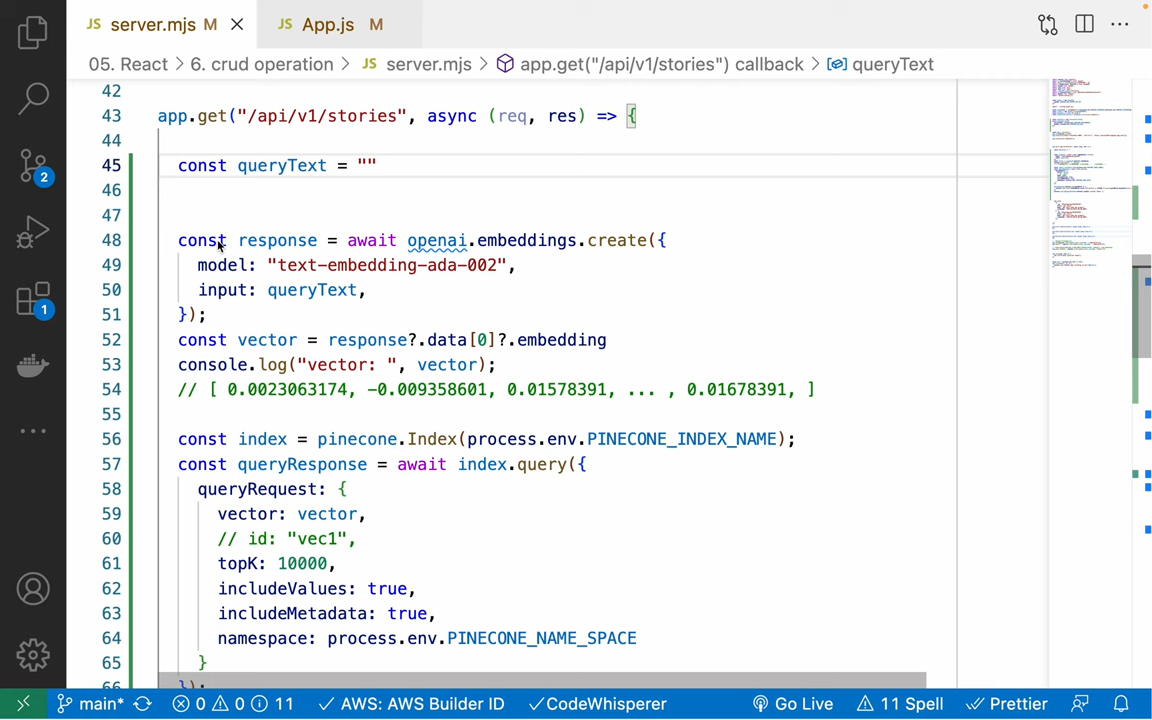 JS server.mjs M ×
JS App.js M
05. React > 6. crud operation > JS server.mjs > app.get("/api/v1/stories") callback > queryText
42
43 app.get("/api/v1/stories", async (req, res) => {
44
45 const queryText = ""
46
47
48 const response = await openai.embeddings.create({
49 model: "text-embedding-ada-002",
50 input: queryText,
51 });
52 const vector = response?.data[0]?.embedding
53 console.log("vector: ", vector);
54 // [ 0.0023063174, -0.009358601, 0.01578391, ... , 0.01678391, ]
55
56 const index = pinecone.Index(process.env.PINECONE_INDEX_NAME);
57 const queryResponse = await index.query({
58 queryRequest: {
59 vector: vector,
60 // id: "vec1",
61 topK: 10000,
62 includeValues: true,
63 includeMetadata: true,
64 namespace: process.env.PINECONE_NAME_SPACE
65 }
66 });
2
1
main* 0 0 11 AWS: AWS Builder ID CodeWhisperer Go Live 11 Spell Prettier